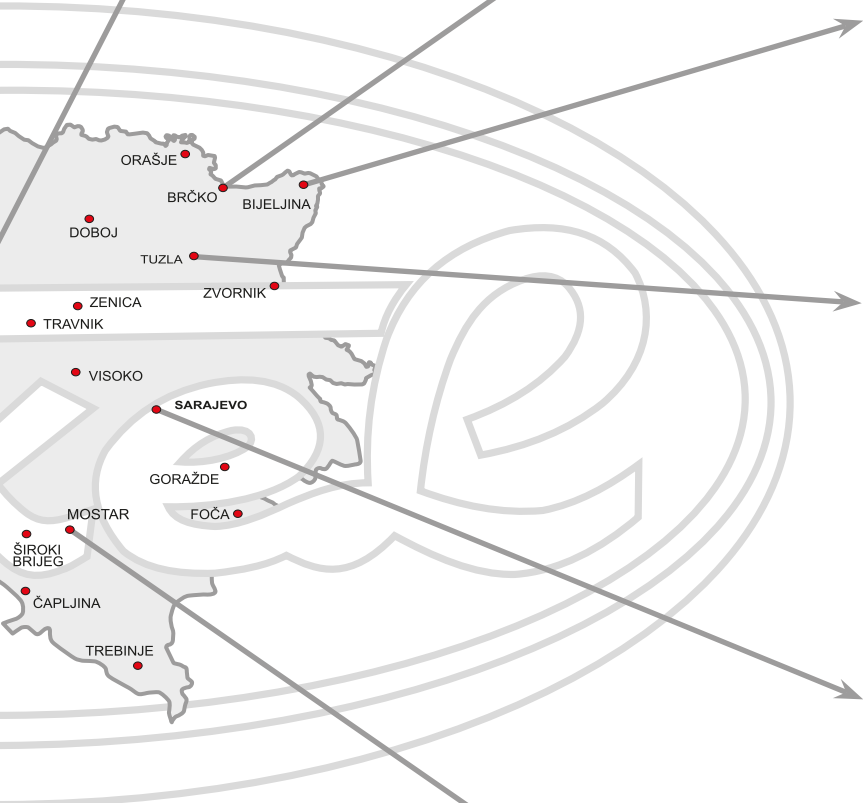 ORAŠJE
BRČKO
BIJELJINA
DOBOJ
TUZLA
ZVORNIK
ZENICA
TRAVNIK
VISOKO
SARAJEVO
GORAŽDE
MOSTAR
FOČA
ŠIROKI
BRIJEG
ČAPLJINA
TREBINJE